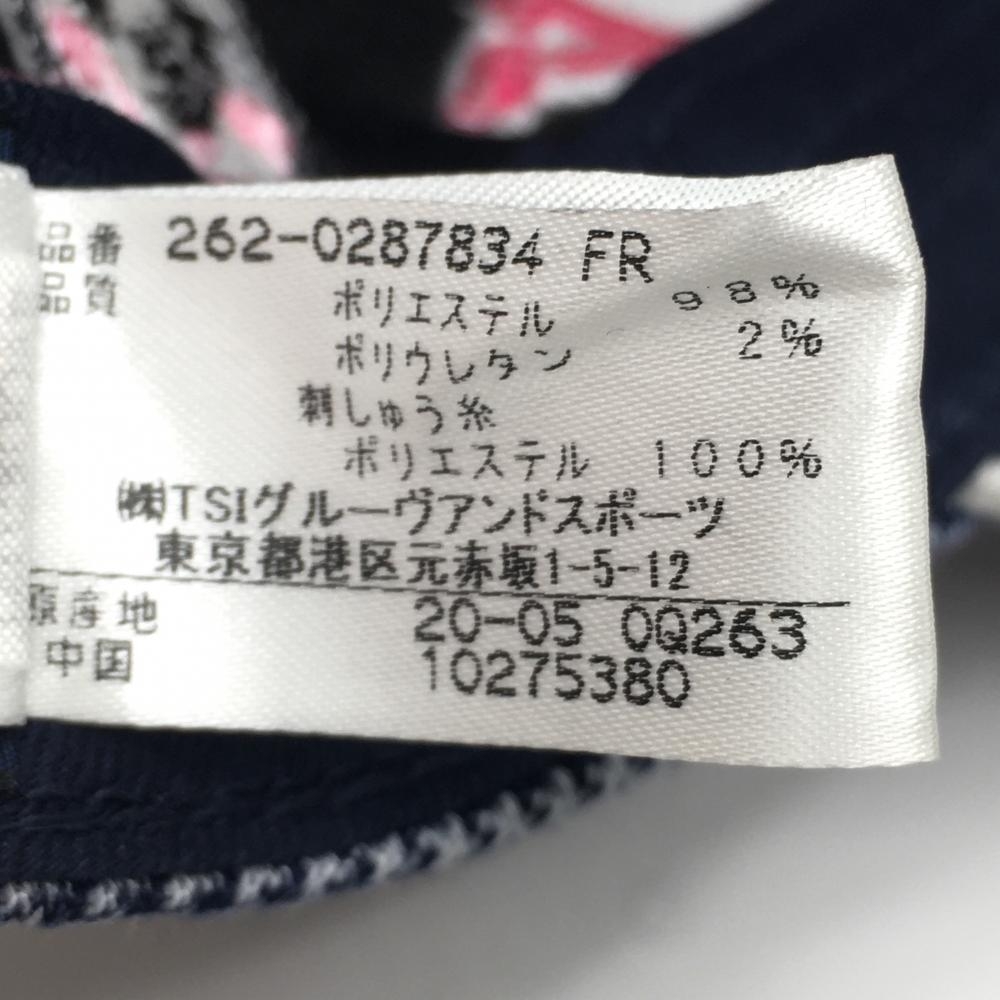 品番 262-0287834 FR
品質 ポリエステル 98%
ポリウレタン 2%
刺しゅう糸
ポリエステル 100%
㈱TSIグルーヴアンドスポーツ
東京都港区元赤坂1-5-12
原産地 20-05 0Q263
中国 10275380